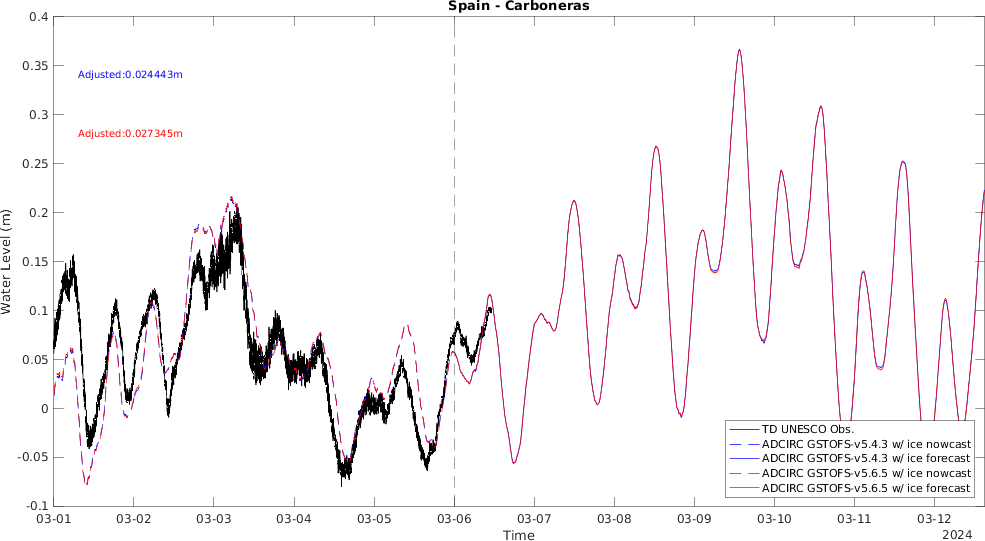 Spain - Carboneras
0.4
0.35
0.3
0.25
0.2
0.15
0.1
0.05
0
-0.05
-0.1
Water Level (m)
Adjusted:0.024443m
Adjusted:0.027345m
TD UNESCO Obs.
ADCIRC GSTOFS-v5.4.3 w/ ice nowcast
ADCIRC GSTOFS-v5.4.3 w/ ice forecast
ADCIRC GSTOFS-v5.6.5 w/ ice nowcast
ADCIRC GSTOFS-v5.6.5 w/ ice forecast
03-01 03-02 03-03 03-04 03-05 03-06 03-07 03-08 03-09 03-10 03-11 03-12
Time
2024